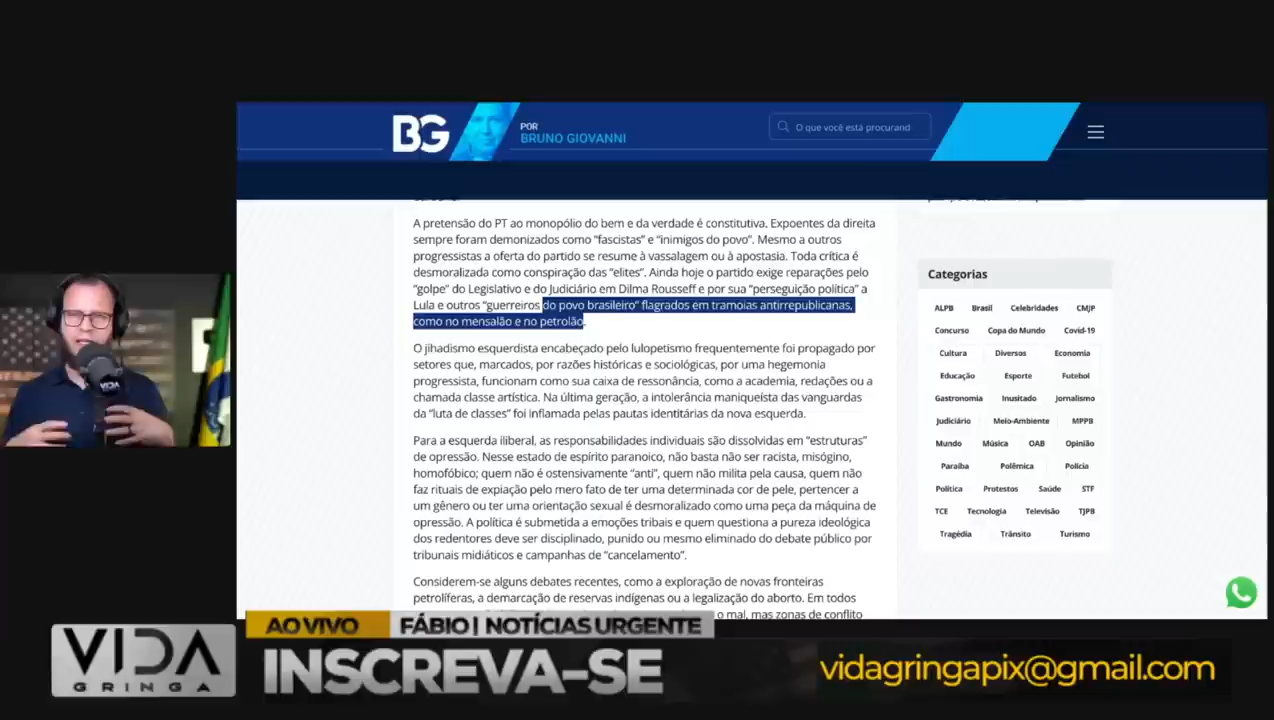 BG
POR
BRUNO GIOVANNI
O que você está procurand
A pretensão do PT ao monopólio do bem e da verdade é constitutiva. Expoentes da direita
sempre foram demonizados como “fascistas” e “inimigos do povo”. Mesmo a outros
progressistas a oferta do partido se resume à vassalagem ou à apostasia. Toda crítica é
desmoralizada como conspiração das “elites”. Ainda hoje o partido exige reparações pelo
“golpe” do Legislativo e do Judiciário em Dilma Rousseff e por sua “perseguição política” a
Lula e outros “guerreiros do povo brasileiro” flagrados em tramoias antirrepublicanas,
como no mensalão e no petrolão.
O jihadismo esquerdista encabeçado pelo lulopetismo frequentemente foi propagado por
setores que, marcados, por razões históricas e sociológicas, por uma hegemonia
progressista, funcionam como sua caixa de ressonância, como a academia, redações ou a
chamada classe artística. Na última geração, a intolerância maniqueísta das vanguardas
da “luta de classes” foi inflamada pelas pautas identitárias da nova esquerda.
Para a esquerda iliberal, as responsabilidades individuais são dissolvidas em “estruturas”
de opressão. Nesse estado de espírito paranoico, não basta não ser racista, misógino,
homofóbico; quem não é ostensivamente “anti”, quem não milita pela causa, quem não
faz rituais de expiação pelo mero fato de ter uma determinada cor de pele, pertencer a
um gênero ou ter uma orientação sexual é desmoralizado como uma peça da máquina de
opressão. A política é submetida a emoções tribais e quem questiona a pureza ideológica
dos redentores deve ser disciplinado, punido ou mesmo eliminado do debate público por
tribunais midiáticos e campanhas de “cancelamento”.
Considerem-se alguns debates recentes, como a exploração de novas fronteiras
petrolíferas, a demarcação de reservas indígenas ou a legalização do aborto. Em todos
o mal, mas zonas de conflito
Categorias
ALPB Brasil Celebridades CMJP
Concurso Copa do Mundo Covid-19
Cultura Diversos Economia
Educação Esporte Futebol
Gastronomia Inusitado Jornalismo
Judiciário Meio-Ambiente MPPB
Mundo Música OAB Opinião
Paraíba Polêmica Polícia
Política Protestos Saúde STF
TCE Tecnologia Televisão TJPB
Tragédia Trânsito Turismo
VIDA
AO VIVO FÁBIO | NOTÍCIAS URGENTE
VIDA
GRINGA
INSCREVA-SE
vidagringapix@gmail.com